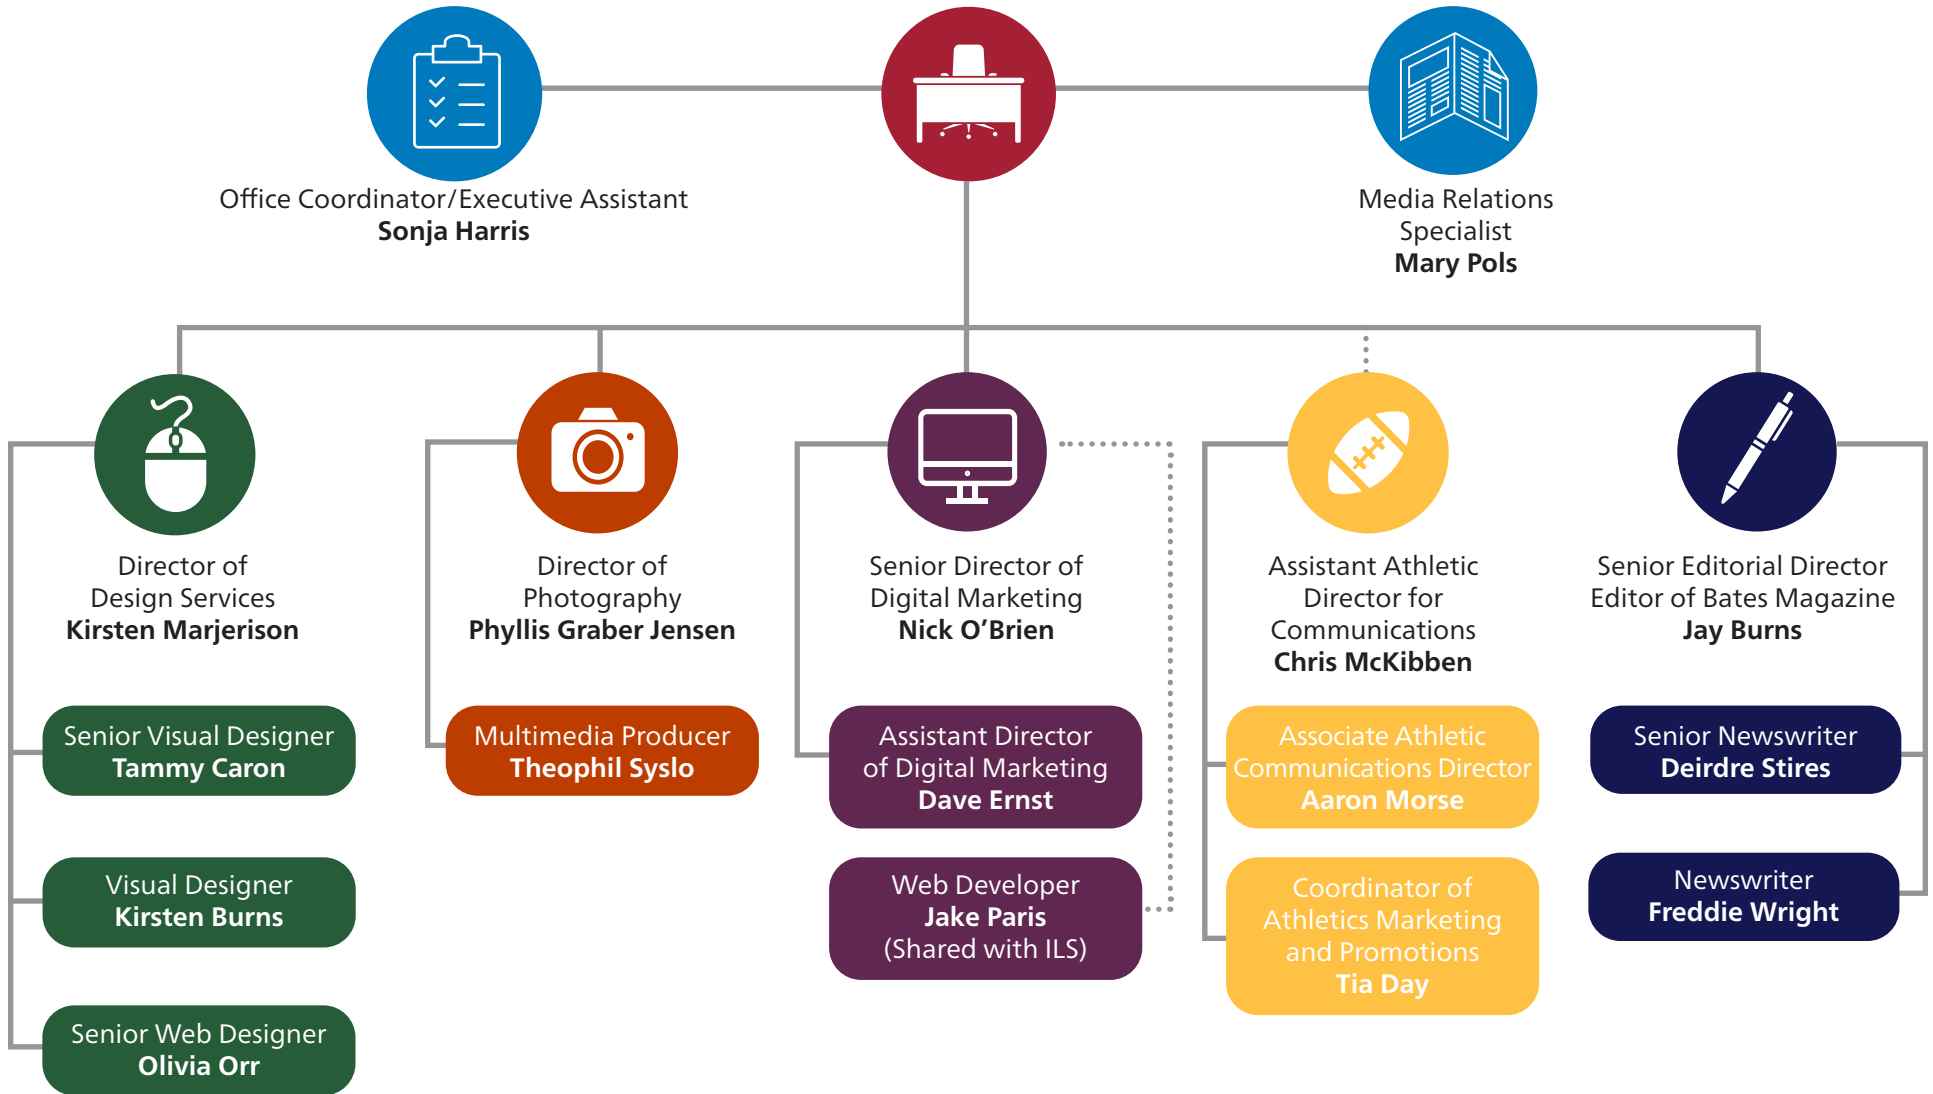 Office Coordinator/Executive Assistant
Sonja Harris
Media Relations
Specialist
Mary Pols
Director of
Design Services
Kirsten Marjerison
Director of
Photography
Phyllis Graber Jensen
Senior Director of
Digital Marketing
Nick O’Brien
Assistant Athletic
Director for
Communications
Chris McKibben
Senior Editorial Director
Editor of Bates Magazine
Jay Burns
Senior Visual Designer
Tammy Caron
Visual Designer
Kirsten Burns
Senior Web Designer
Olivia Orr
Multimedia Producer
Theophil Syslo
Assistant Director
of Digital Marketing
Dave Ernst
Web Developer
Jake Paris
(Shared with ILS)
Associate Athletic
Communications Director
Aaron Morse
Coordinator of
Athletics Marketing
and Promotions
Tia Day
Senior Newswriter
Deirdre Stires
Newswriter
Freddie Wright